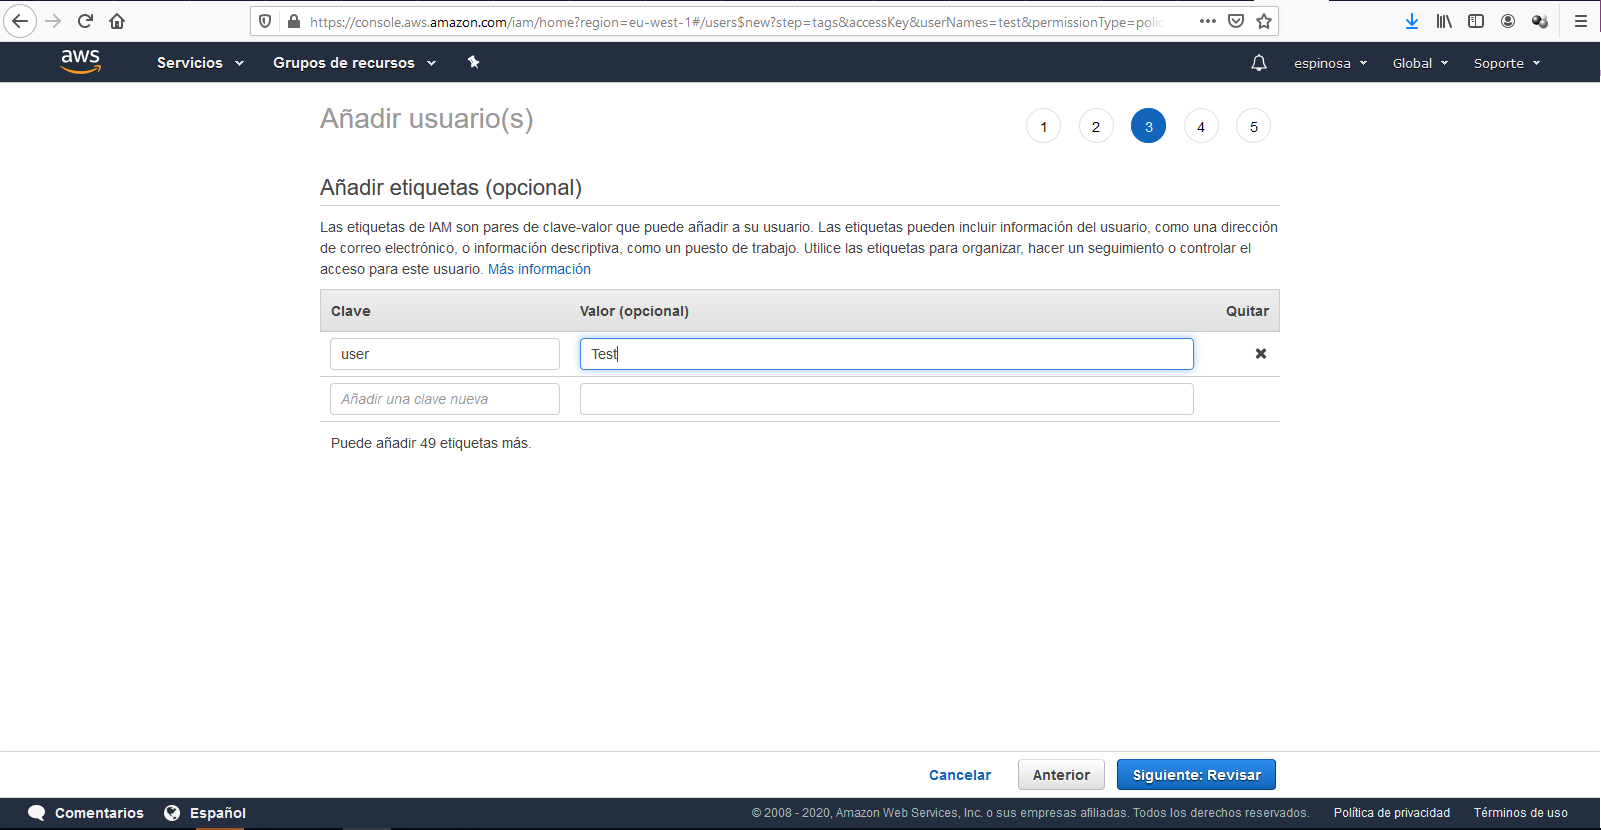 https://console.aws.amazon.com/iam/home?region=eu-west-1#/users$new?step=tags&accessKey&userNames=test&permissionType=polic
aws
Servicios
Grupos de recursos
espinosa
Global
Soporte
Añadir usuario(s)
1 2 3 4 5
Añadir etiquetas (opcional)
Las etiquetas de IAM son pares de clave-valor que puede añadir a su usuario. Las etiquetas pueden incluir información del usuario, como una dirección
de correo electrónico, o información descriptiva, como un puesto de trabajo. Utilice las etiquetas para organizar, hacer un seguimiento o controlar el
acceso para este usuario. Más información
Clave Valor (opcional) Quitar
user Test
Añadir una clave nueva
Puede añadir 49 etiquetas más.
Cancelar Anterior Siguiente: Revisar
Comentarios Español © 2008 - 2020, Amazon Web Services, Inc. o sus empresas afiliadas. Todos los derechos reservados. Política de privacidad Términos de uso